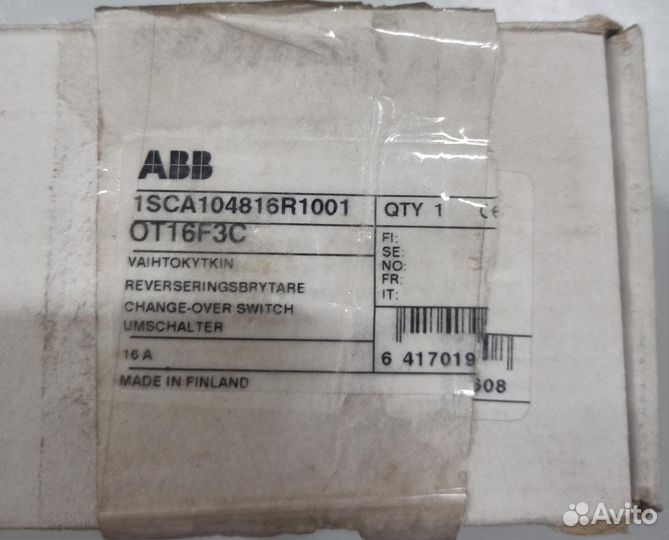 ABB
1SCA104816R1001
QTY 1 CE
OT16F3C
FI:
SE:
NO:
FR:
IT:
VAIHTOKYTKIN
REVERSERINGSBRYTARE
CHANGE-OVER SWITCH
UMSCHALTER
16 A
6 417019
608
MADE IN FINLAND
Avito